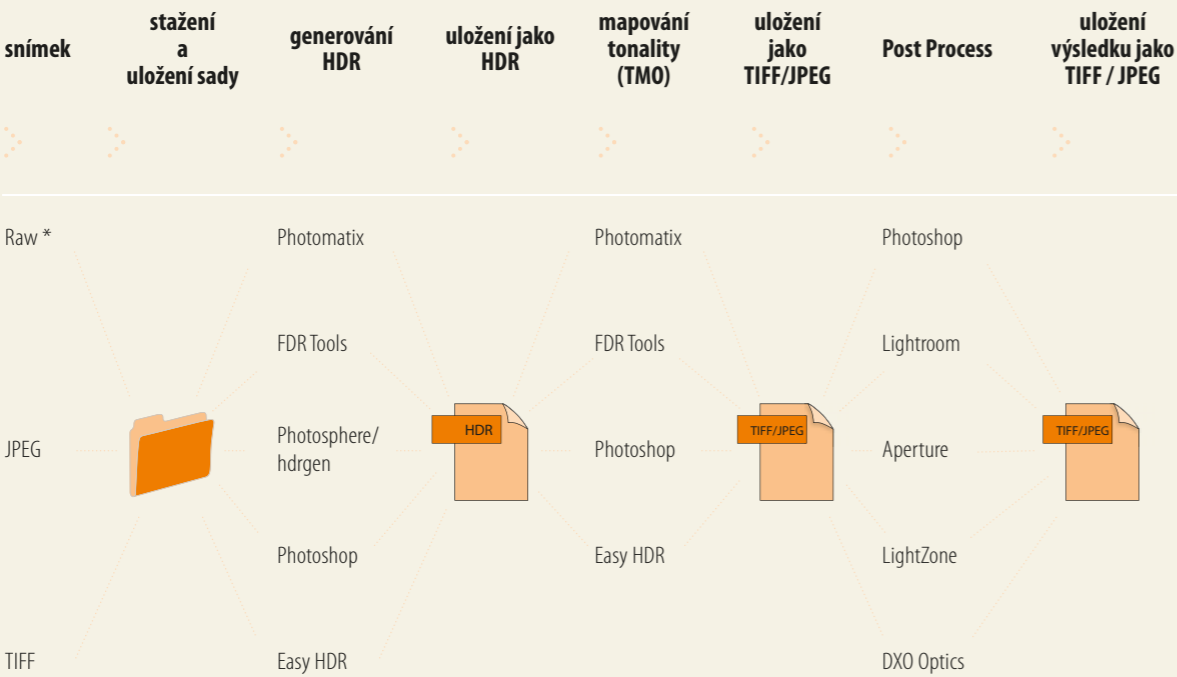 snímek
stažení
a
uložení sady
generování
HDR
uložení jako
HDR
mapování
tonality
(TMO)
uložení
jako
TIFF/JPEG
Post Process
uložení
výsledku jako
TIFF / JPEG
Raw *
JPEG
TIFF
Photomatix
FDR Tools
Photosphere/
hdrgen
Photoshop
Easy HDR
HDR
Photomatix
FDR Tools
Photoshop
Easy HDR
TIFF/JPEG
Photoshop
Lightroom
Aperture
LightZone
DXO Optics
TIFF/JPEG